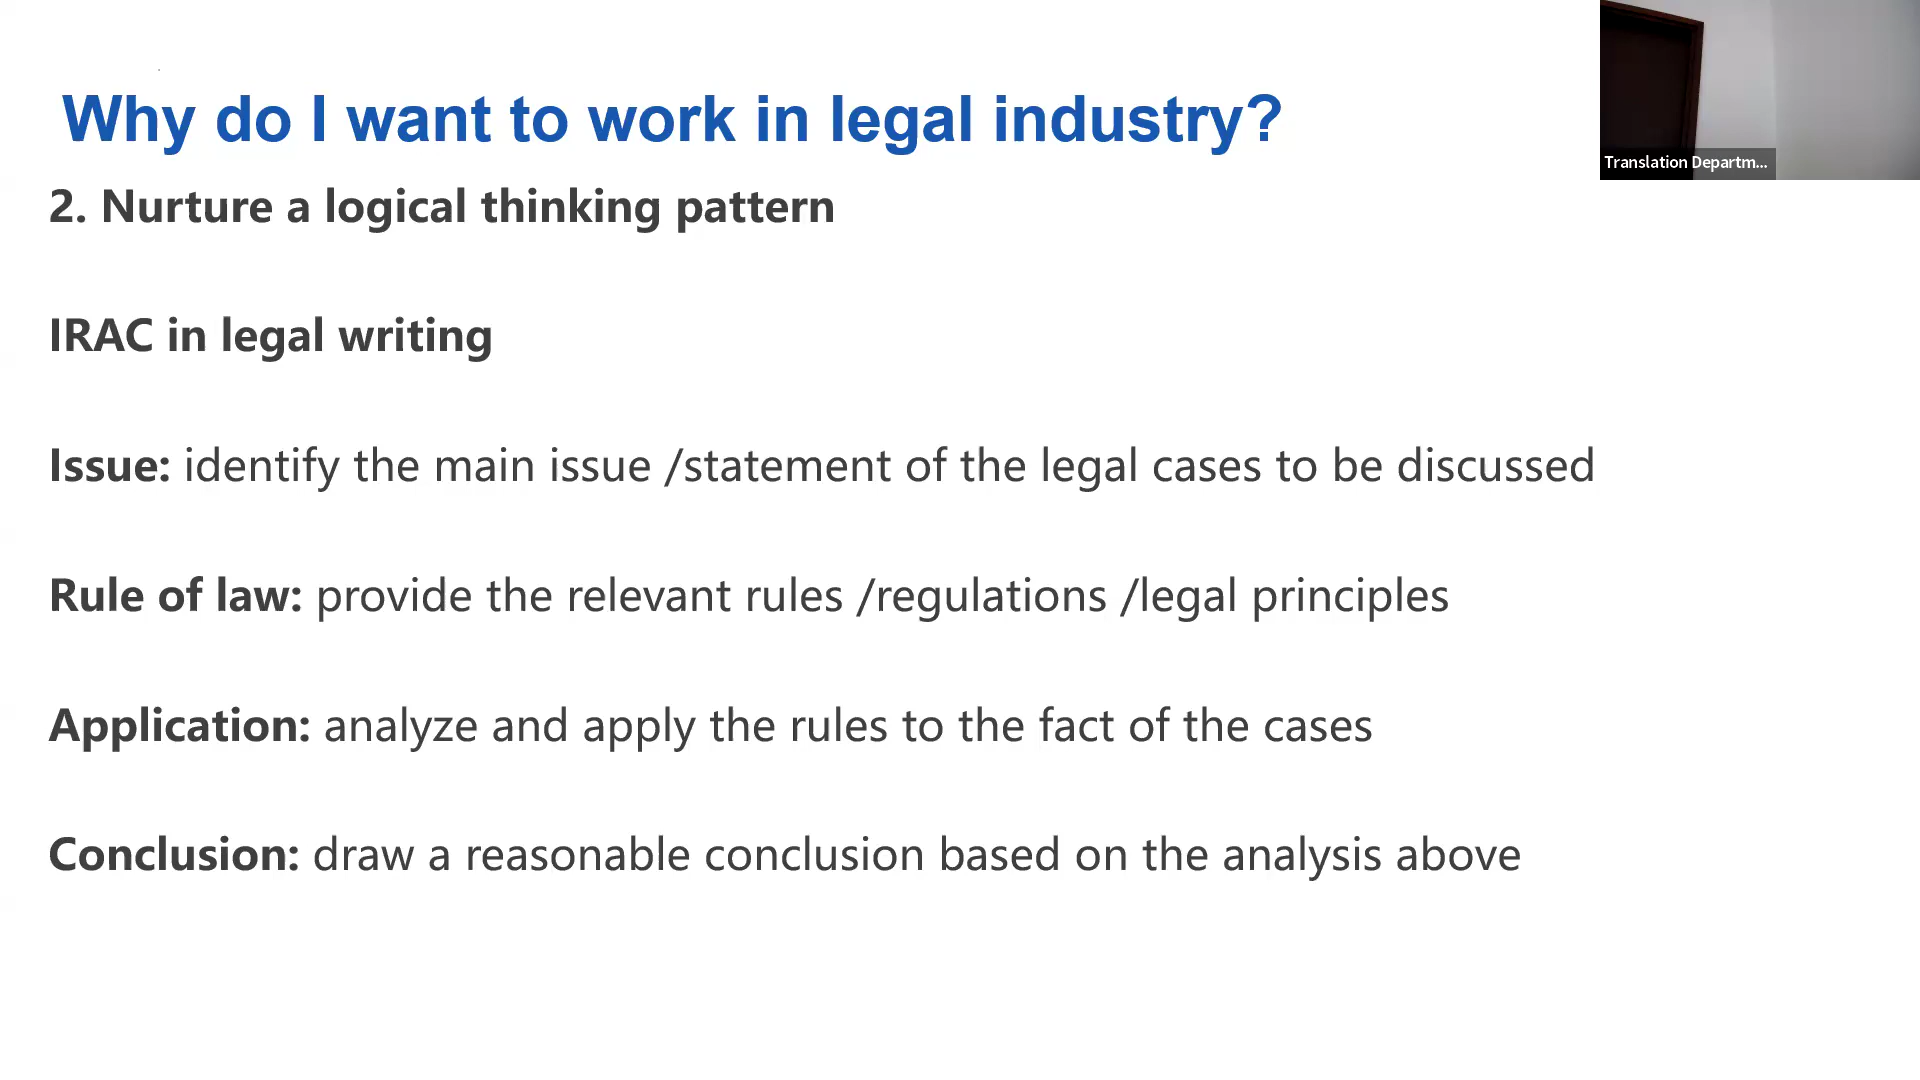 Why do I want to work in legal industry?
Translation Departm...
2. Nurture a logical thinking pattern
IRAC in legal writing
Issue: identify the main issue /statement of the legal cases to be discussed
Rule of law: provide the relevant rules /regulations /legal principles
Application: analyze and apply the rules to the fact of the cases
Conclusion: draw a reasonable conclusion based on the analysis above